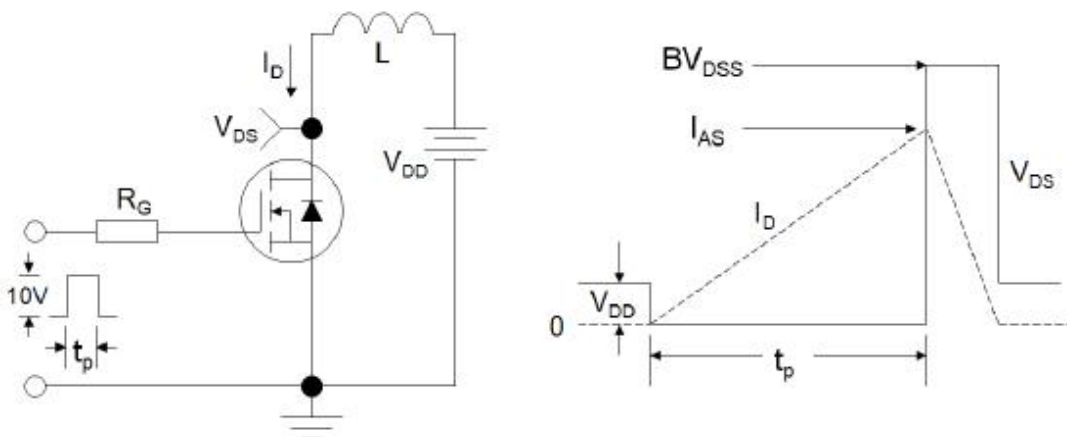 I_D
L
V_DS
V_DD
R_G
10V
t_p
BV_DSS
I_AS
V_DS
I_D
V_DD
0
t_p